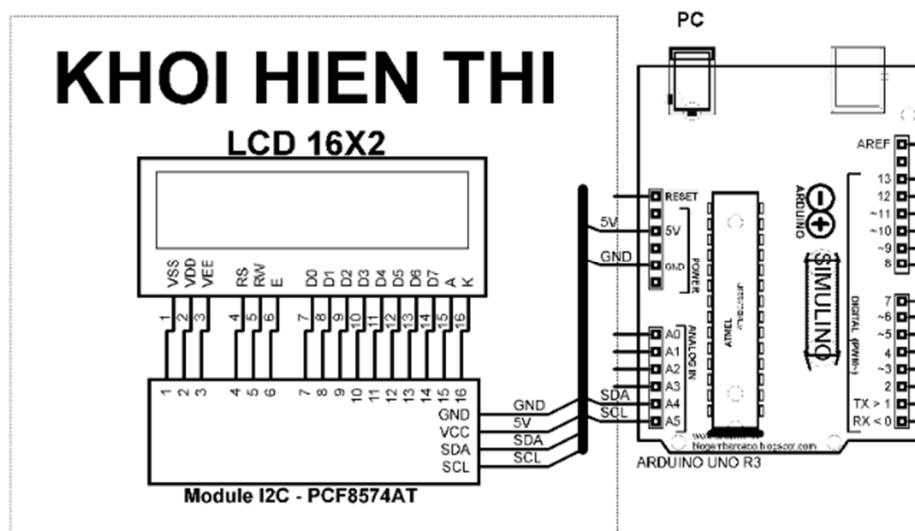 PC
KHOI HIEN THI
LCD 16X2
VSS VDD VEE RS RW E D0 D1 D2 D3 D4 D5 D6 D7 A K
1 2 3 4 5 6 7 8 9 10 11 12 13 14 15 16
1 2 3 4 5 6 7 8 9 10 11 12 13 14 15 16
GND
VCC
SDA
SCL
GND
5V
SDA
SCL
Module I2C - PCF8574AT
5V
GND
SDA
SCL
RESET
5V
GND
POWER
A0
A1
A2
A3
A4
A5
ANALOG IN
ATMEL
ARDUINO
SIMULINO
AREF
13
12
~11
~10
~9
8
7
~6
~5
4
~3
2
TX > 1
RX < 0
ARDUINO UNO R3